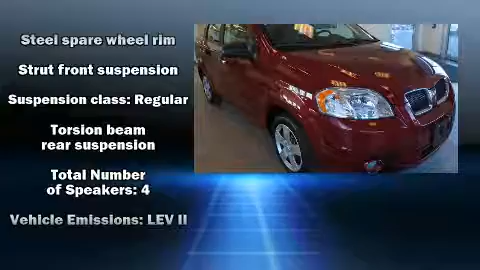 Steel spare wheel rim
Strut front suspension
Suspension class: Regular
Torsion beam
rear suspension
Total Number
of Speakers: 4
Vehicle Emissions: LEV II